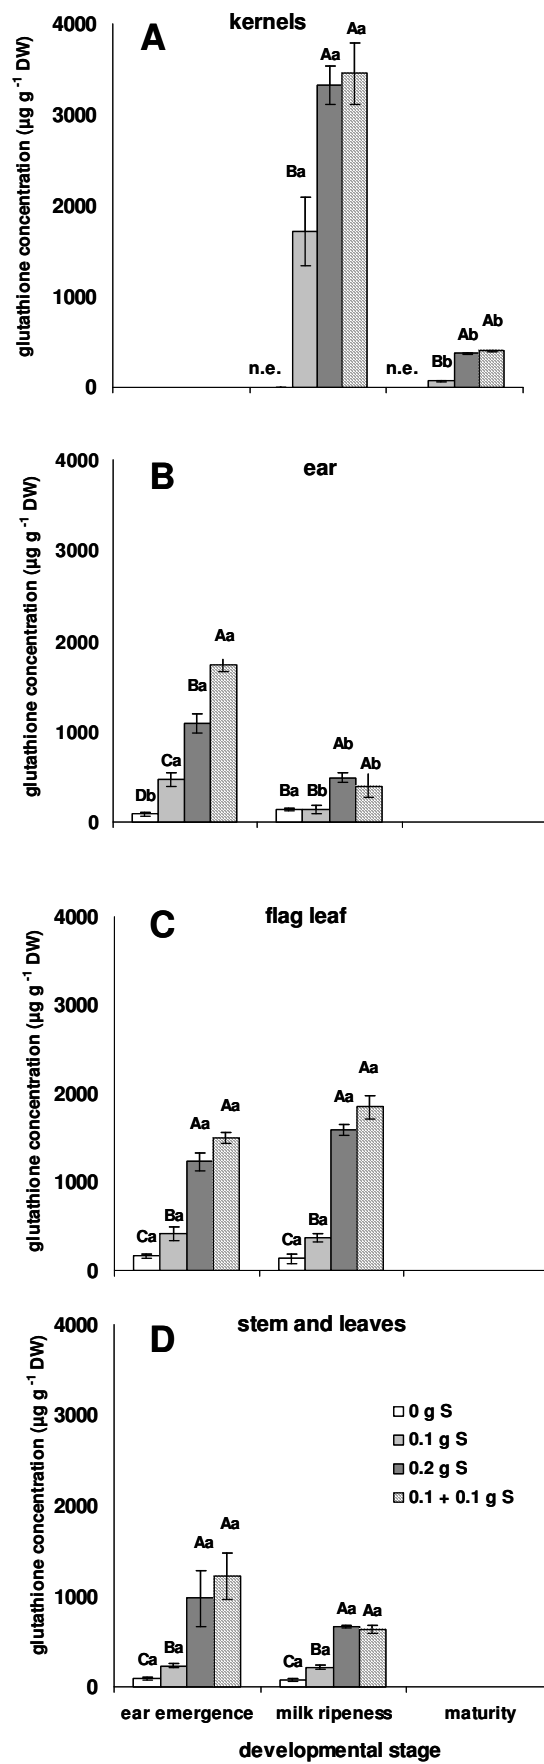 A
kernels
glutathione concentration (µg g⁻¹ DW)
4000
3000
2000
1000
0
n.e.
Ba
Aa
Aa
n.e.
Bb
Ab
Ab
B
ear
glutathione concentration (µg g⁻¹ DW)
4000
3000
2000
1000
0
Db
Ca
Ba
Aa
Ba
Bb
Ab
Ab
C
flag leaf
glutathione concentration (µg g⁻¹ DW)
4000
3000
2000
1000
0
Ca
Ba
Aa
Aa
Ca
Ba
Aa
Aa
D
stem and leaves
glutathione concentration (µg g⁻¹ DW)
4000
3000
2000
1000
0
0 g S
0.1 g S
0.2 g S
0.1 + 0.1 g S
Ca
Ba
Aa
Aa
Ca
Ba
Aa
Aa
ear emergence
milk ripeness
maturity
developmental stage